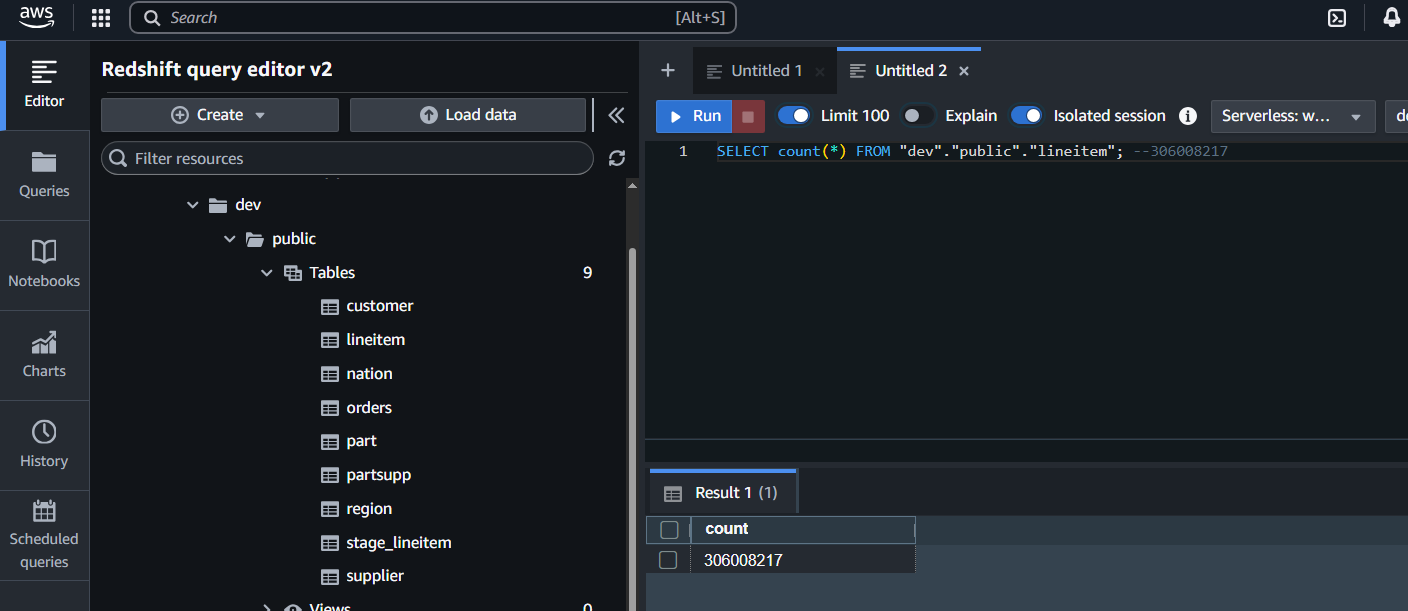 aws
Search [Alt+S]
Editor
Queries
Notebooks
Charts
History
Scheduled
queries
Redshift query editor v2
Create
Load data
Filter resources
dev
public
Tables 9
customer
lineitem
nation
orders
part
partsupp
region
stage_lineitem
supplier
Views 0
Untitled 1
Untitled 2
Run
Limit 100
Explain
Isolated session
Serverless: w...
1 SELECT count(*) FROM "dev"."public"."lineitem"; --306008217
Result 1 (1)
count
306008217